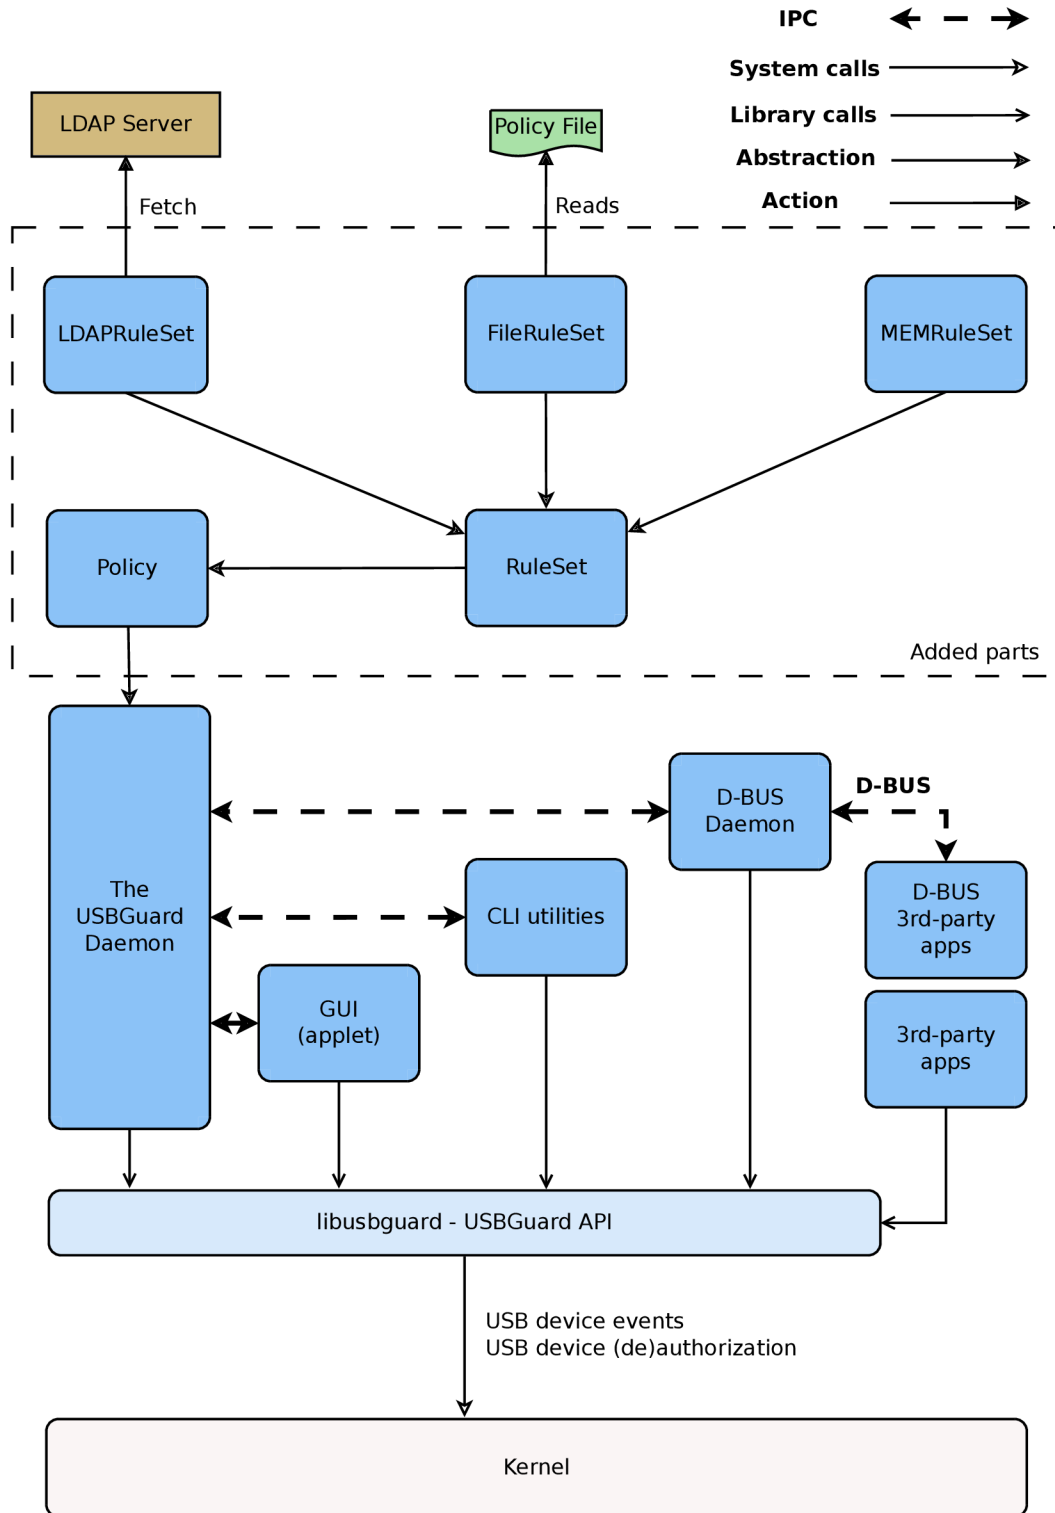 IPC
System calls
Library calls
Abstraction
Action
LDAP Server
Policy File
Fetch
Reads
LDAPRuleSet
FileRuleSet
MEMRuleSet
Policy
RuleSet
Added parts
The
USBGuard
Daemon
D-BUS
Daemon
D-BUS
CLI utilities
D-BUS
3rd-party
apps
GUI
(applet)
3rd-party
apps
libusbguard - USBGuard API
USB device events
USB device (de)authorization
Kernel